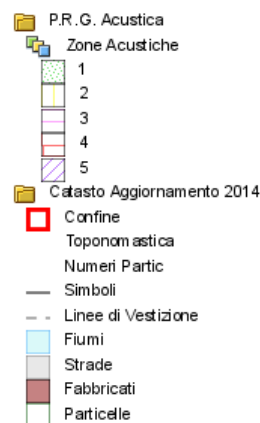 P.R.G. Acustica
Zone Acustiche
1
2
3
4
5
Catasto Aggiornamento 2014
Confine
Toponomastica
Numeri Partic
Simboli
Linee di Vestizione
Fiumi
Strade
Fabbricati
Particelle